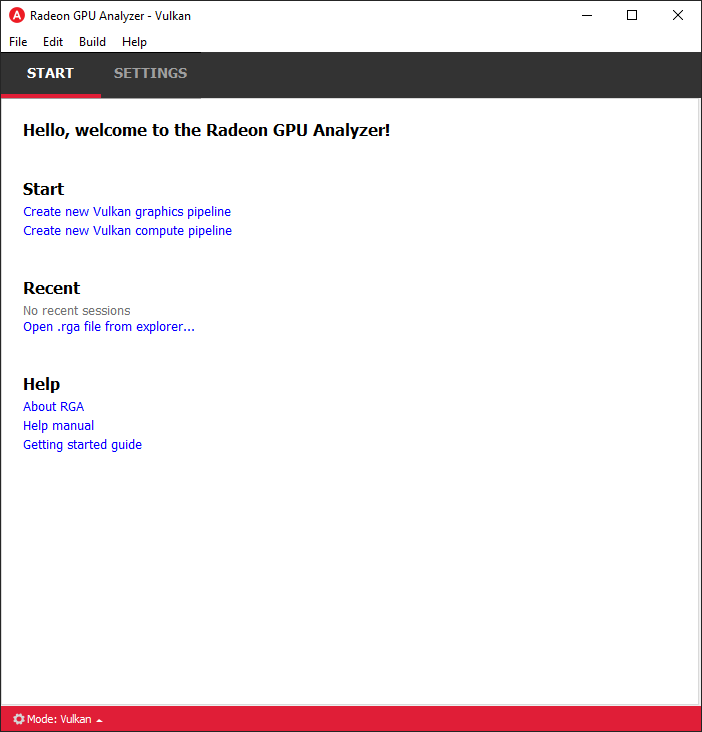 Radeon GPU Analyzer - Vulkan
File Edit Build Help
START SETTINGS
Hello, welcome to the Radeon GPU Analyzer!
Start
Create new Vulkan graphics pipeline
Create new Vulkan compute pipeline
Recent
No recent sessions
Open .rga file from explorer...
Help
About RGA
Help manual
Getting started guide
Mode: Vulkan